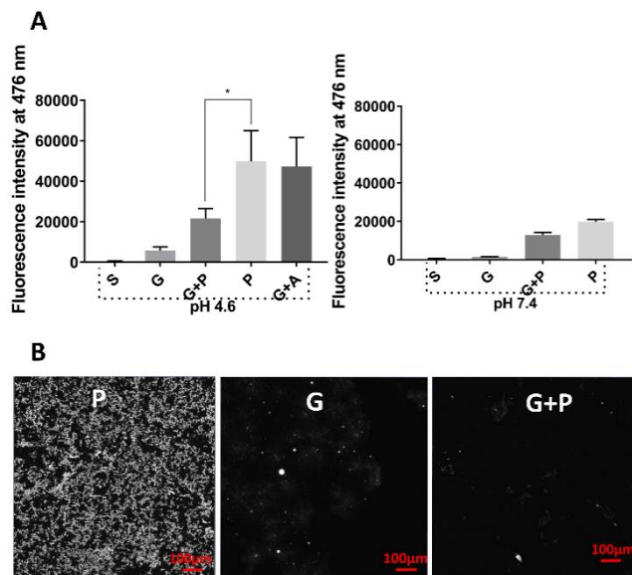 A
Fluorescence intensity at 476 nm
80000
60000
40000
20000
0
*
S
G
G+P
P
G+A
pH 4.6
Fluorescence intensity at 476 nm
80000
60000
40000
20000
0
S
G
G+P
P
pH 7.4
B
P
G
G+P
100µm
100µm
100µm